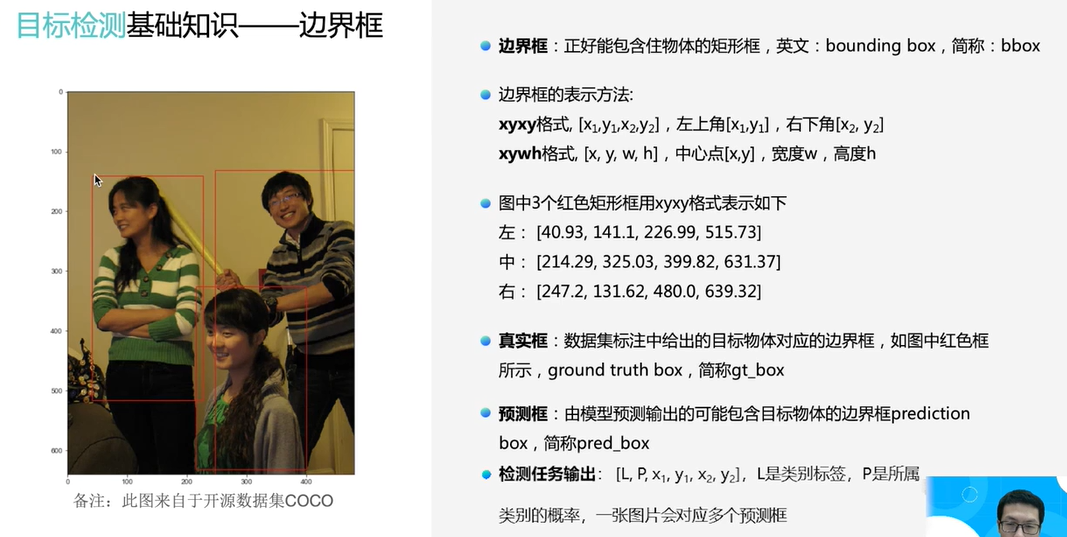 目标检测基础知识——边界框
0
100
200
300
400
500
600
0
100
200
300
400
备注：此图来自于开源数据集COCO
边界框：正好能包含住物体的矩形框，英文：bounding box，简称：bbox
边界框的表示方法:
xyxy格式, [x₁,y₁,x₂,y₂]，左上角[x₁,y₁]，右下角[x₂, y₂]
xywh格式, [x, y, w, h]，中心点[x,y]，宽度w，高度h
图中3个红色矩形框用xyxy格式表示如下
左： [40.93, 141.1, 226.99, 515.73]
中： [214.29, 325.03, 399.82, 631.37]
右： [247.2, 131.62, 480.0, 639.32]
真实框：数据集标注中给出的目标物体对应的边界框，如图中红色框
所示，ground truth box，简称gt_box
预测框：由模型预测输出的可能包含目标物体的边界框prediction
box，简称pred_box
检测任务输出： [L, P, x₁, y₁, x₂, y₂]，L是类别标签，P是所属
类别的概率，一张图片会对应多个预测框